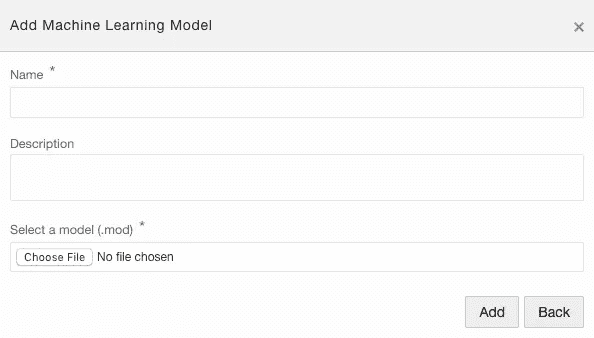 Add Machine Learning Model ×
Name *
Description
Select a model (.mod) *
Choose File No file chosen
Add Back